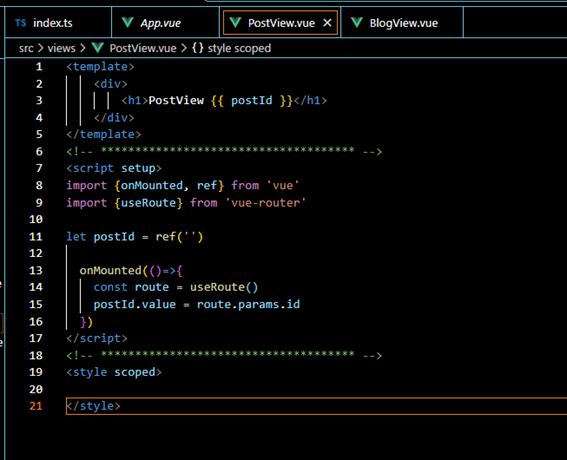 TS index.ts App.vue PostView.vue × BlogView.vue
src > views > PostView.vue > {} style scoped
1 <template>
2 <div>
3 <h1>PostView {{ postId }}</h1>
4 </div>
5 </template>
6 <!-- ************************************* -->
7 <script setup>
8 import {onMounted, ref} from 'vue'
9 import {useRoute} from 'vue-router'
10
11 let postId = ref('')
12
13 onMounted(()=>{
14 const route = useRoute()
15 postId.value = route.params.id
16 })
17 </script>
18 <!-- ************************************* -->
19 <style scoped>
20
21 </style>